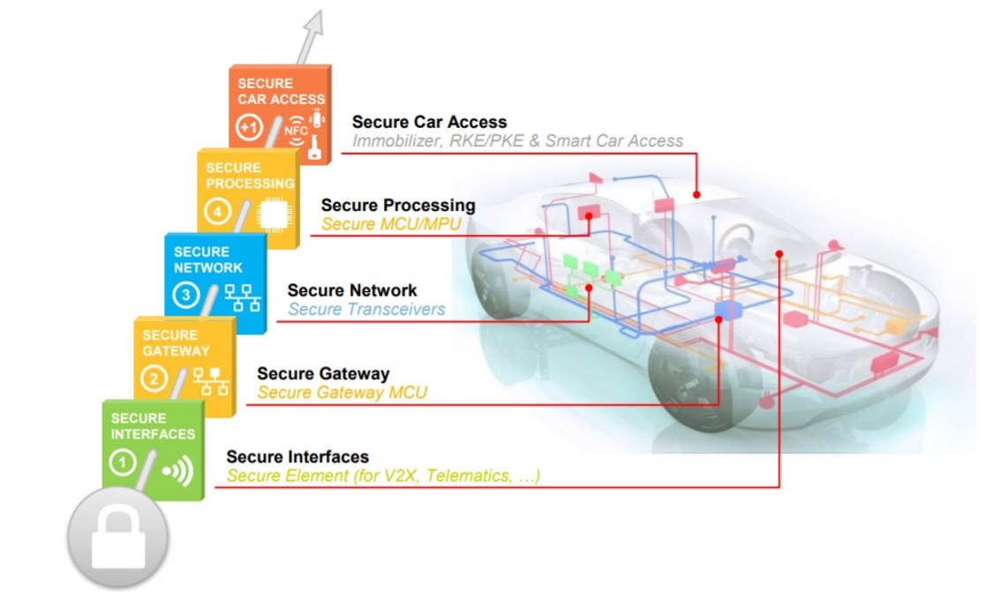 SECURE
CAR ACCESS
+1
NFC
Secure Car Access
Immobilizer, RKE/PKE & Smart Car Access
SECURE
PROCESSING
4
Secure Processing
Secure MCU/MPU
SECURE
NETWORK
3
Secure Network
Secure Transceivers
SECURE
GATEWAY
2
Secure Gateway
Secure Gateway MCU
SECURE
INTERFACES
1
Secure Interfaces
Secure Element (for V2X, Telematics, …)